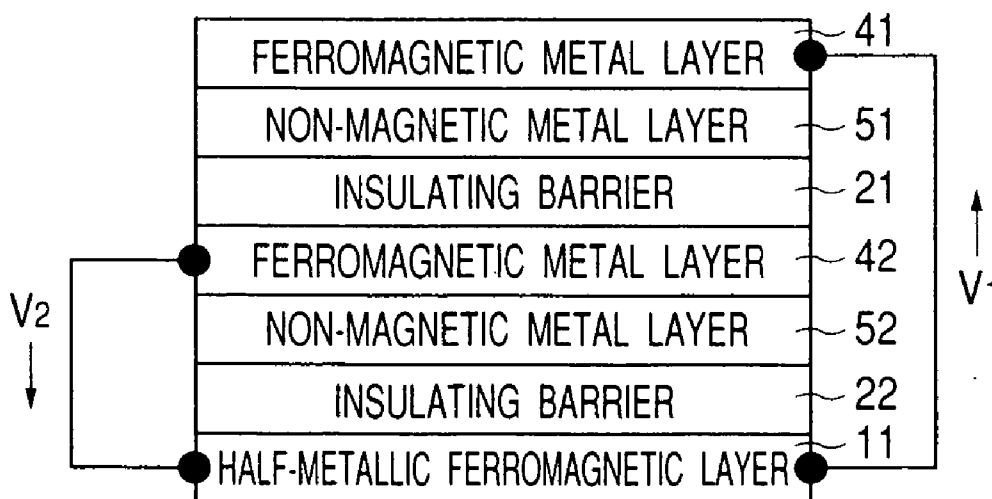 FERROMAGNETIC METAL LAYER 41
NON-MAGNETIC METAL LAYER 51
INSULATING BARRIER 21
FERROMAGNETIC METAL LAYER 42
NON-MAGNETIC METAL LAYER 52
INSULATING BARRIER 22
HALF-METALLIC FERROMAGNETIC LAYER 11
V2
V1